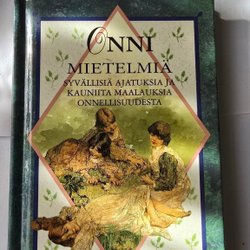 ONNI
MIETELMIÄ
SYVÄLLISIÄ AJATUKSIA JA
KAUNIITA MAALAUKSIA
ONNELLISUUDESTA